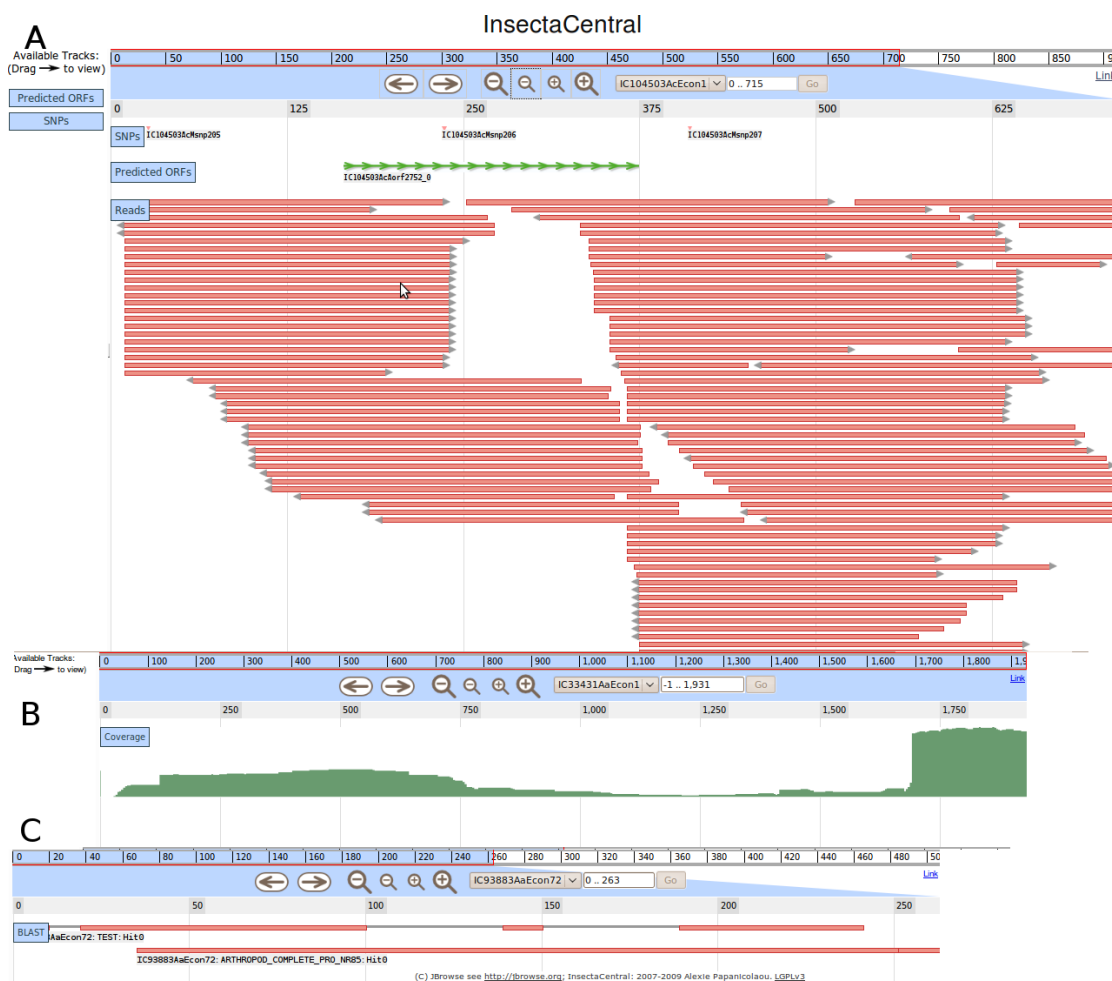 InsectaCentral
A
Available Tracks:
(Drag → to view)
0 50 100 150 200 250 300 350 400 450 500 550 600 650 700 750 800 850 9
Link
IC104503AcEcon1 0 .. 715 Go
Predicted ORFs
SNPs
0 125 250 375 500 625
SNPs
IC104503AcMsnp205 IC104503AcMsnp206 IC104503AcMsnp207
Predicted ORFs
IC104503AcAorf2752_0
Reads
Available Tracks:
Drag → to view)
0 100 200 300 400 500 600 700 800 900 1,000 1,100 1,200 1,300 1,400 1,500 1,600 1,700 1,800 1,9
Link
IC33431AaEcon1 -1 .. 1,931 Go
B
0 250 500 750 1,000 1,250 1,500 1,750
Coverage
C
0 20 40 60 80 100 120 140 160 180 200 220 240 260 280 300 320 340 360 380 400 420 440 460 480 50
Link
IC93883AaEcon72 0 .. 263 Go
0 50 100 150 200 250
BLAST
AaEcon72: TEST: Hit0
IC93883AaEcon72: ARTHROPOD_COMPLETE_PRO_NR85: Hit0
(C) JBrowse see http://jbrowse.org; InsectaCentral: 2007-2009 Alexie Papanicolaou. LGPLv3